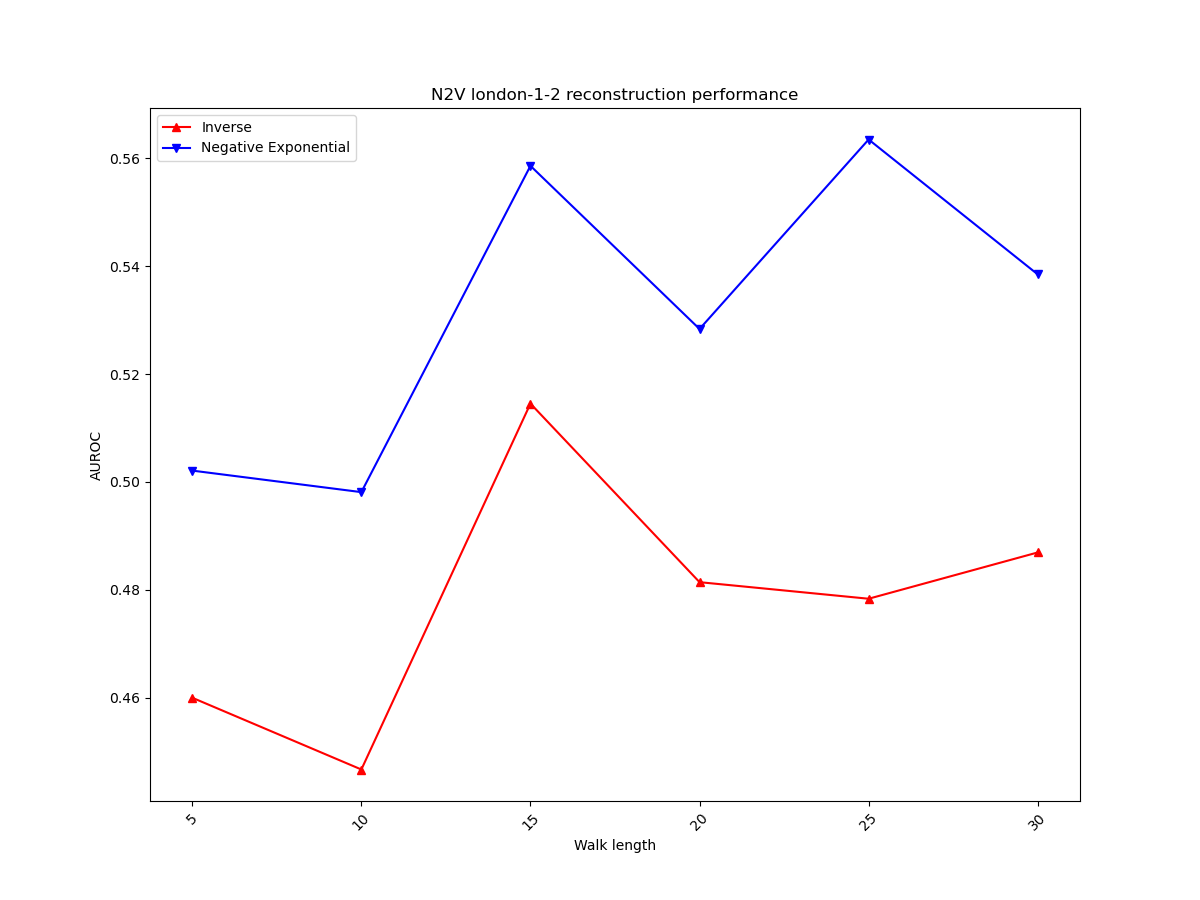 N2V london-1-2 reconstruction performance
Inverse
Negative Exponential
0.56
0.54
0.52
0.50
0.48
0.46
AUROC
5
10
15
20
25
30
Walk length